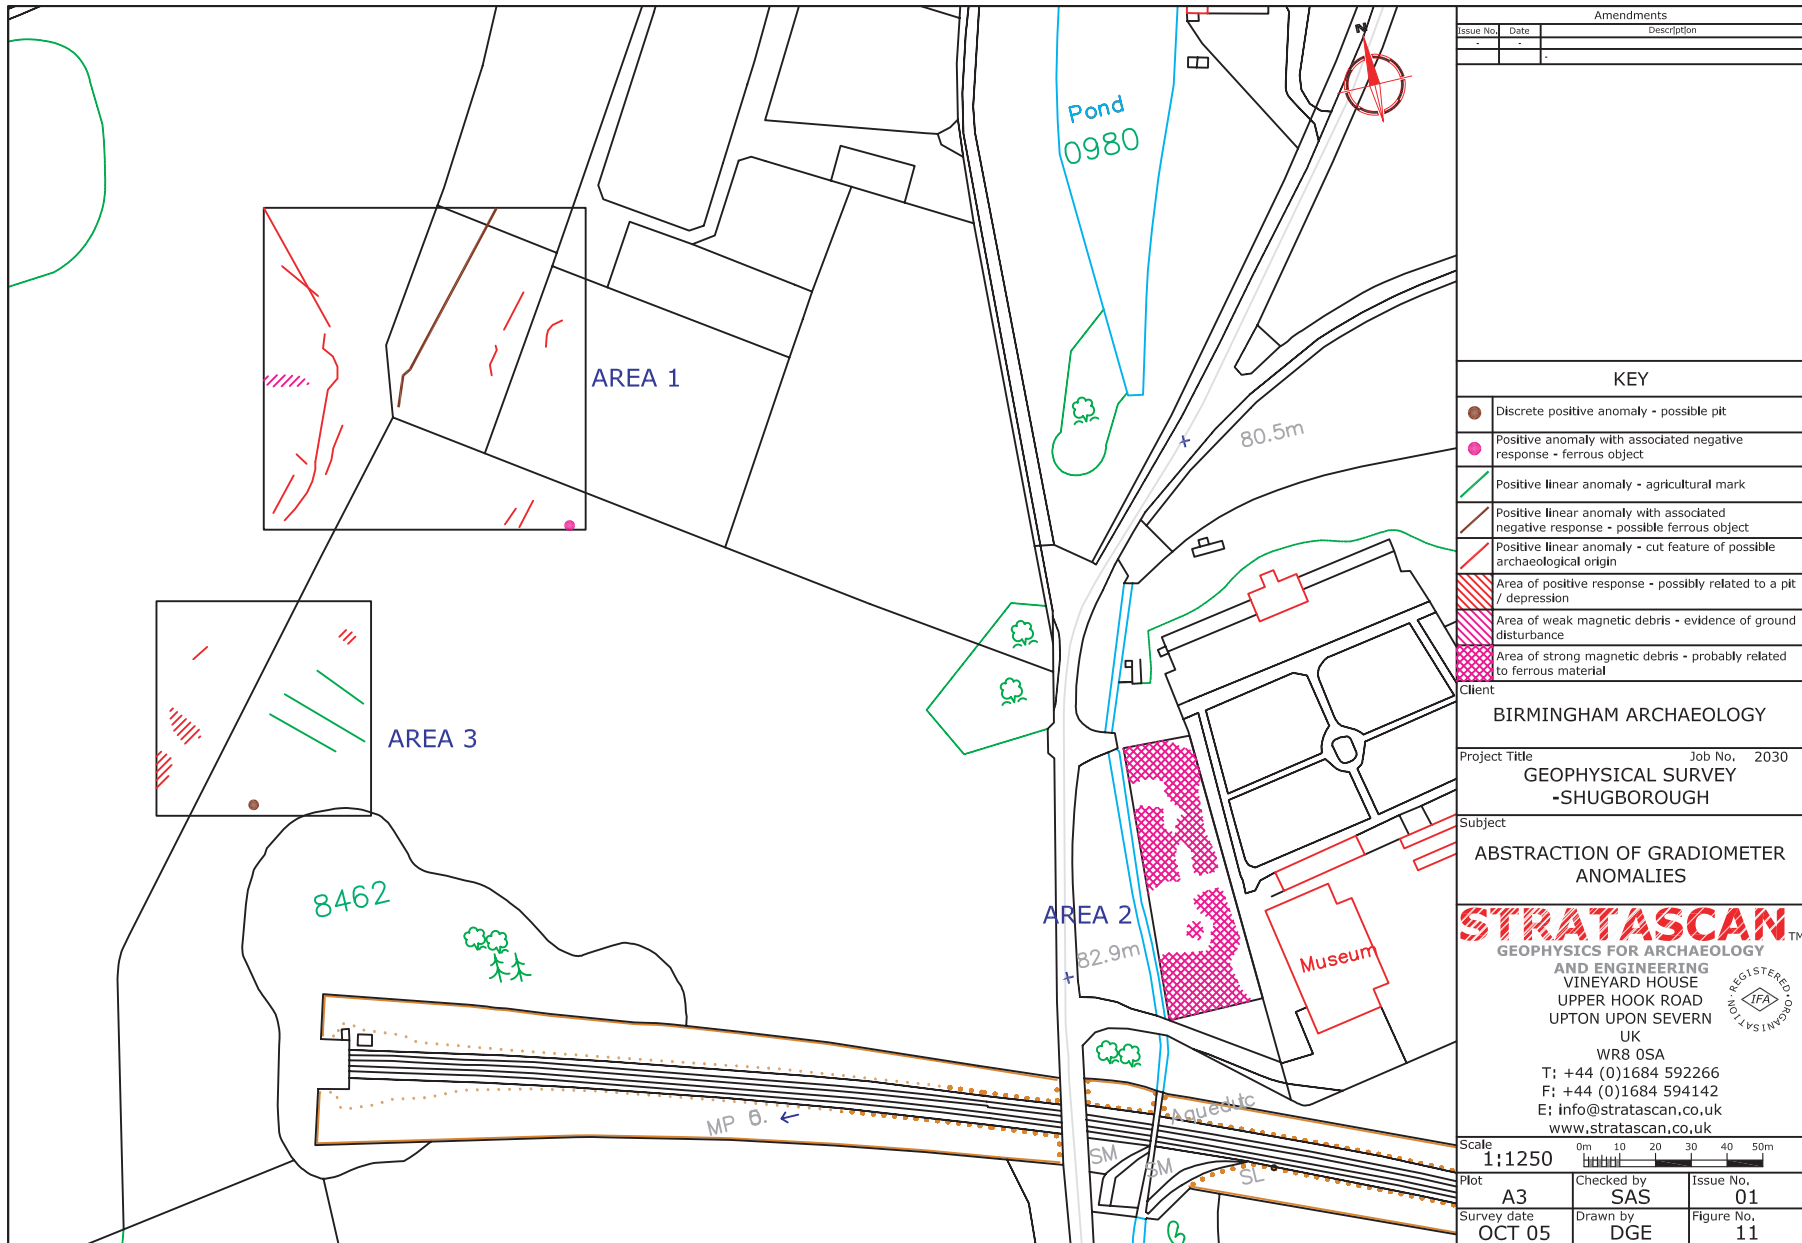 N
Pond
0980
80.5m
AREA 1
AREA 3
AREA 2
8462
82.9m
Museum
MP
Aqueduct
SM
SM
SL
Amendments
Issue No. Date Description
- -
-
KEY
Discrete positive anomaly - possible pit
Positive anomaly with associated negative
response - ferrous object
Positive linear anomaly - agricultural mark
Positive linear anomaly with associated
negative response - possible ferrous object
Positive linear anomaly - cut feature of possible
archaeological origin
Area of positive response - possibly related to a pit
/ depression
Area of weak magnetic debris - evidence of ground
disturbance
Area of strong magnetic debris - probably related
to ferrous material
Client
BIRMINGHAM ARCHAEOLOGY
Project Title Job No. 2030
GEOPHYSICAL SURVEY
-SHUGBOROUGH
Subject
ABSTRACTION OF GRADIOMETER
ANOMALIES
STRATASCAN TM
GEOPHYSICS FOR ARCHAEOLOGY
AND ENGINEERING
VINEYARD HOUSE
UPPER HOOK ROAD
UPTON UPON SEVERN
UK
WR8 0SA
T: +44 (0)1684 592266
F: +44 (0)1684 594142
E: info@stratascan.co.uk
www.stratascan.co.uk
REGISTERED ORGANISATION
IFA
Scale
1:1250
0m 10 20 30 40 50m
Plot Checked by Issue No.
A3 SAS 01
Survey date Drawn by Figure No.
OCT 05 DGE 11